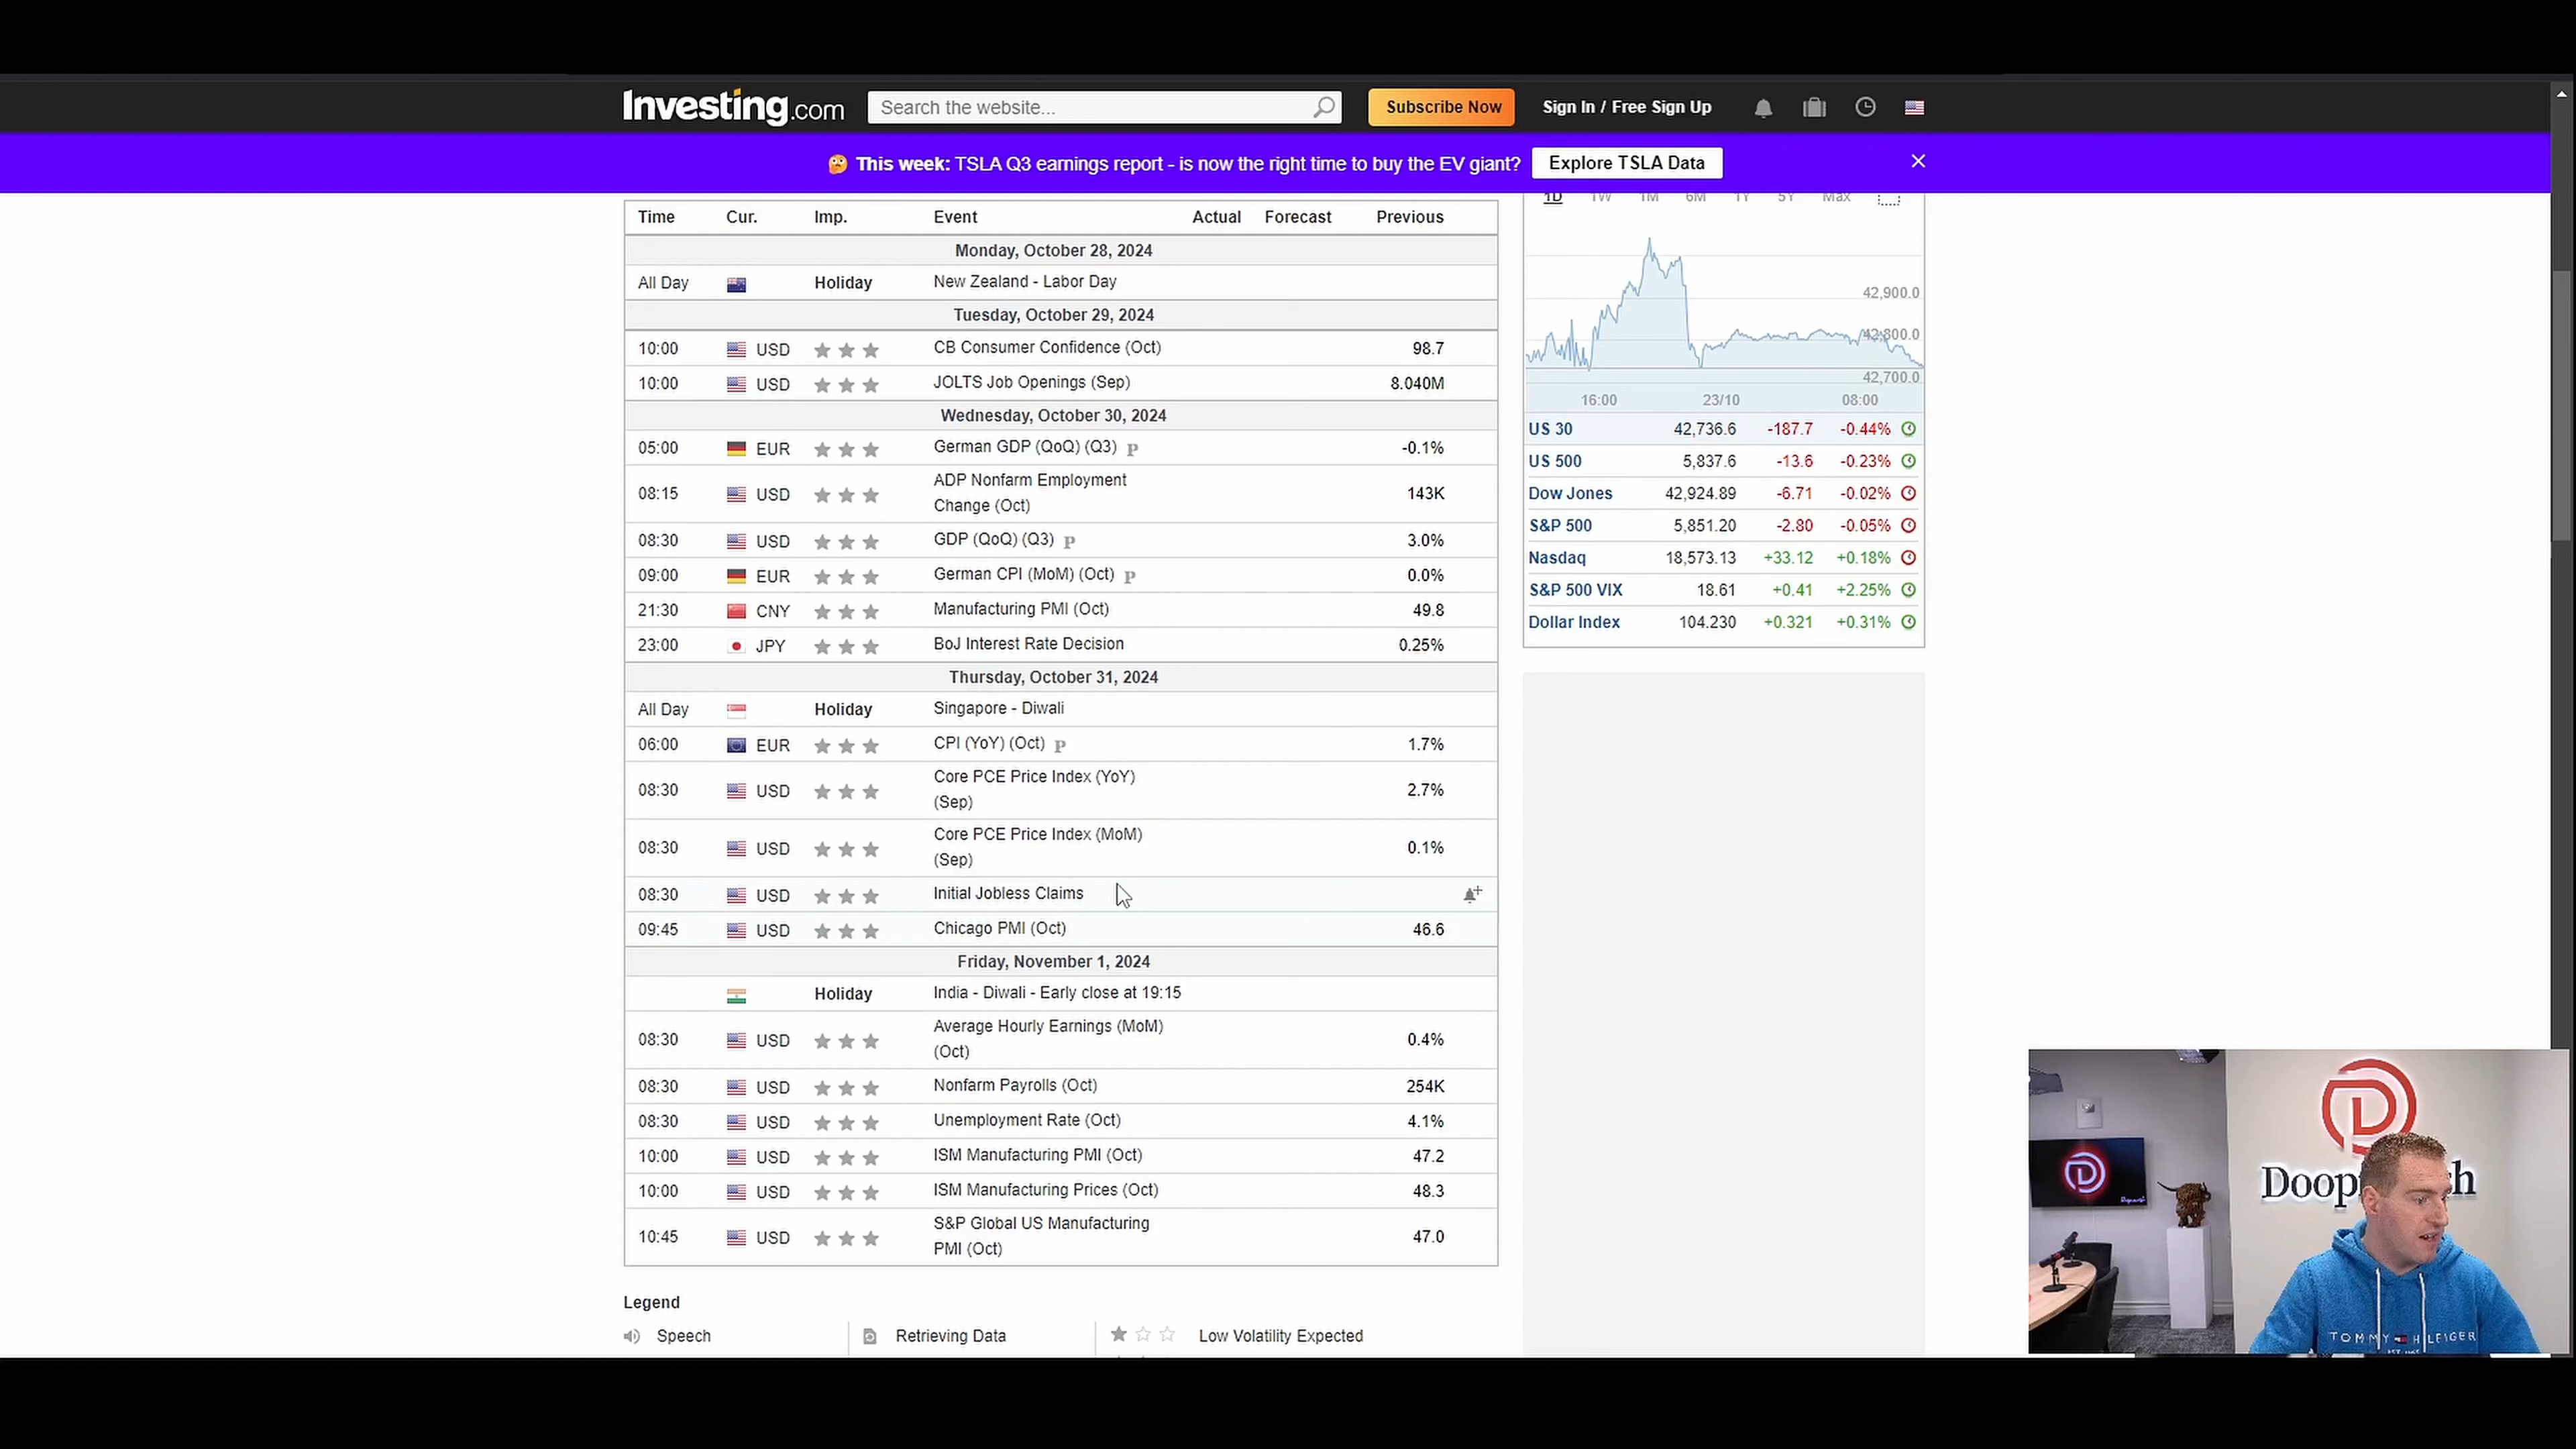 Investing.com
Search the website...
Subscribe Now
Sign In / Free Sign Up
This week: TSLA Q3 earnings report - is now the right time to buy the EV giant?
Explore TSLA Data
Time Cur. Imp. Event Actual Forecast Previous
Monday, October 28, 2024
All Day Holiday New Zealand - Labor Day
Tuesday, October 29, 2024
10:00 USD CB Consumer Confidence (Oct) 98.7
10:00 USD JOLTS Job Openings (Sep) 8.040M
Wednesday, October 30, 2024
05:00 EUR German GDP (QoQ) (Q3) P -0.1%
08:15 USD ADP Nonfarm Employment
Change (Oct) 143K
08:30 USD GDP (QoQ) (Q3) P 3.0%
09:00 EUR German CPI (MoM) (Oct) P 0.0%
21:30 CNY Manufacturing PMI (Oct) 49.8
23:00 JPY BoJ Interest Rate Decision 0.25%
Thursday, October 31, 2024
All Day Holiday Singapore - Diwali
06:00 EUR CPI (YoY) (Oct) P 1.7%
08:30 USD Core PCE Price Index (YoY)
(Sep) 2.7%
08:30 USD Core PCE Price Index (MoM)
(Sep) 0.1%
08:30 USD Initial Jobless Claims
09:45 USD Chicago PMI (Oct) 46.6
Friday, November 1, 2024
Holiday India - Diwali - Early close at 19:15
08:30 USD Average Hourly Earnings (MoM)
(Oct) 0.4%
08:30 USD Nonfarm Payrolls (Oct) 254K
08:30 USD Unemployment Rate (Oct) 4.1%
10:00 USD ISM Manufacturing PMI (Oct) 47.2
10:00 USD ISM Manufacturing Prices (Oct) 48.3
10:45 USD S&P Global US Manufacturing
PMI (Oct) 47.0
Legend
Speech
Retrieving Data
Low Volatility Expected
1D 1W 1M 6M 1Y 5Y Max
42,900.0
42,800.0
42,700.0
16:00 23/10 08:00
US 30 42,736.6 -187.7 -0.44%
US 500 5,837.6 -13.6 -0.23%
Dow Jones 42,924.89 -6.71 -0.02%
S&P 500 5,851.20 -2.80 -0.05%
Nasdaq 18,573.13 +33.12 +0.18%
S&P 500 VIX 18.61 +0.41 +2.25%
Dollar Index 104.230 +0.321 +0.31%
TOMMY HILFIGER